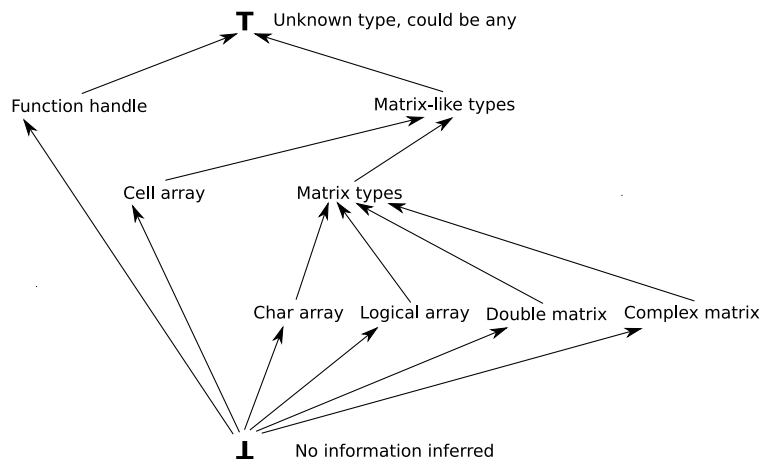 ⊤ Unknown type, could be any
Function handle
Matrix-like types
Cell array
Matrix types
Char array
Logical array
Double matrix
Complex matrix
⊥ No information inferred